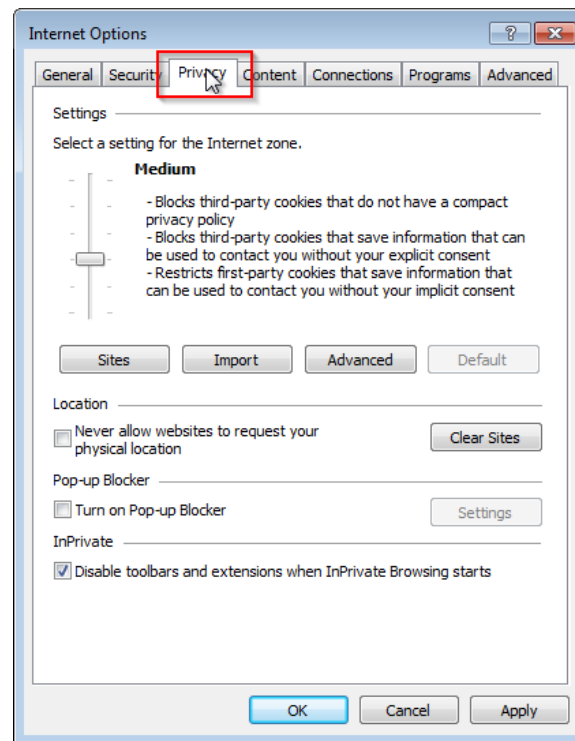 Internet Options
General Security Privacy Content Connections Programs Advanced
Settings
Select a setting for the Internet zone.
Medium
- Blocks third-party cookies that do not have a compact
privacy policy
- Blocks third-party cookies that save information that can
be used to contact you without your explicit consent
- Restricts first-party cookies that save information that
can be used to contact you without your implicit consent
Sites Import Advanced Default
Location
Never allow websites to request your
physical location
Clear Sites
Pop-up Blocker
Turn on Pop-up Blocker
Settings
InPrivate
Disable toolbars and extensions when InPrivate Browsing starts
OK Cancel Apply